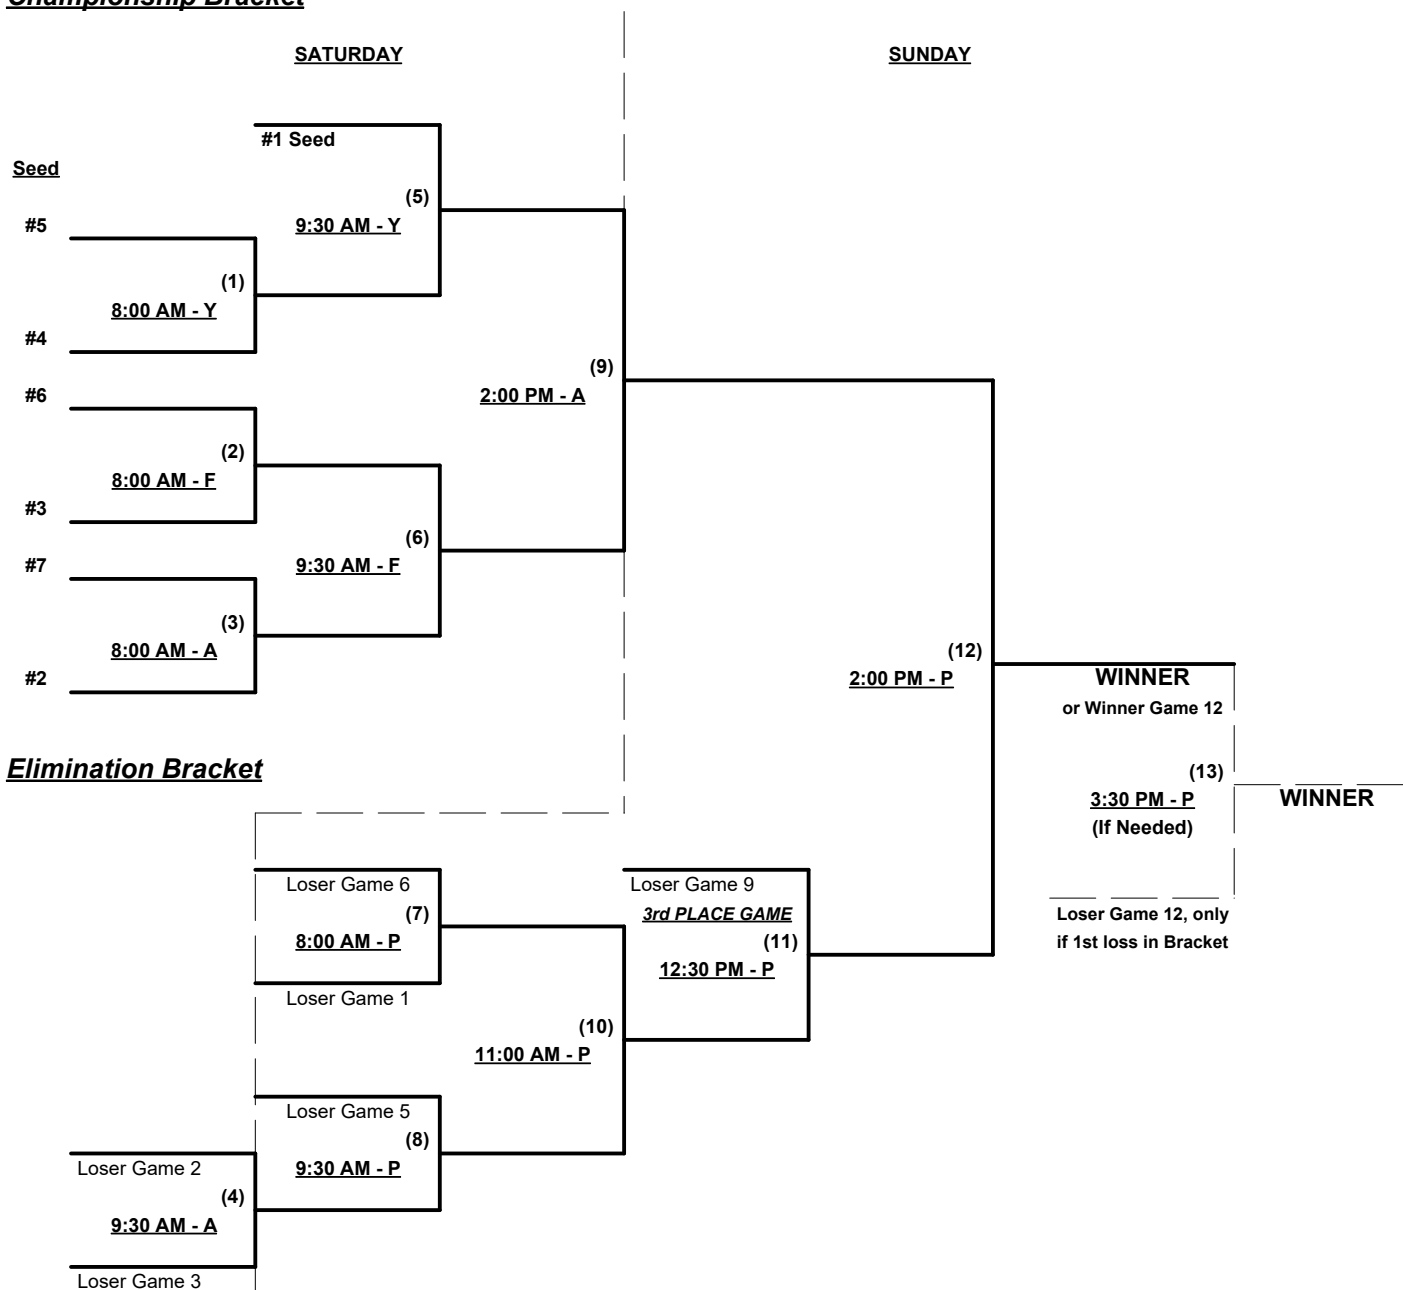 Championship Bracket
SATURDAY
SUNDAY
#1 Seed
Seed
(5)
9:30 AM - Y
#5
(1)
8:00 AM - Y
#4
(9)
2:00 PM - A
#6
(2)
8:00 AM - F
#3
(6)
9:30 AM - F
#7
(3)
8:00 AM - A
#2
(12)
2:00 PM - P
WINNER
or Winner Game 12
(13)
3:30 PM - P
(If Needed)
WINNER
Loser Game 12, only
if 1st loss in Bracket
Elimination Bracket
Loser Game 6
(7)
8:00 AM - P
Loser Game 1
Loser Game 9
3rd PLACE GAME
(11)
12:30 PM - P
(10)
11:00 AM - P
Loser Game 5
(8)
9:30 AM - P
Loser Game 2
(4)
9:30 AM - A
Loser Game 3